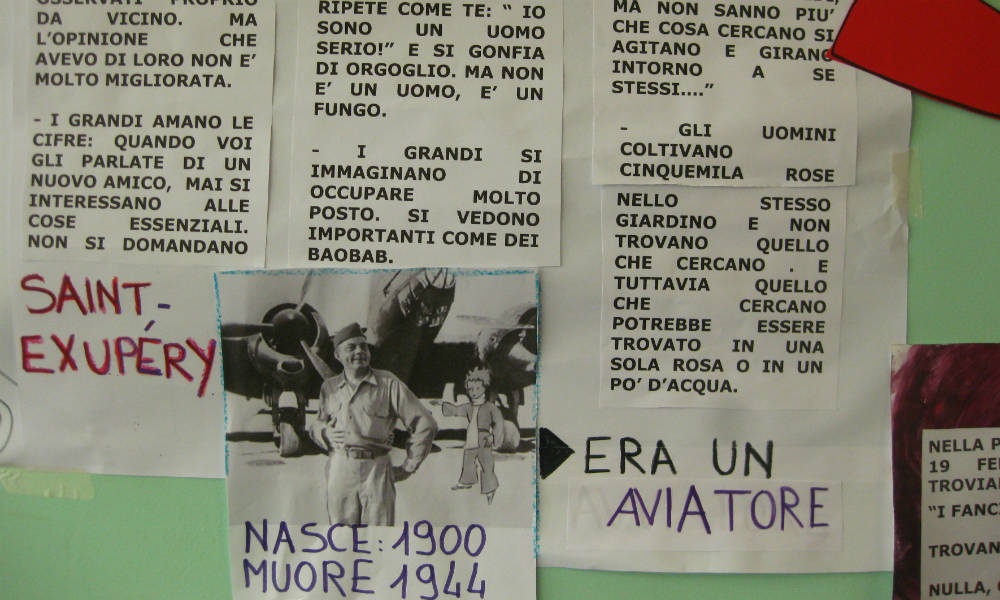 OSSERVATI PROPRIO
DA VICINO. MA
L'OPINIONE CHE
AVEVO DI LORO NON E'
MOLTO MIGLIORATA.
- I GRANDI AMANO LE
CIFRE: QUANDO VOI
GLI PARLATE DI UN
NUOVO AMICO, MAI SI
INTERESSANO ALLE
COSE ESSENZIALI.
NON SI DOMANDANO
RIPETE COME TE: " IO
SONO UN UOMO
SERIO!" E SI GONFIA
DI ORGOGLIO. MA NON
E' UN UOMO, E' UN
FUNGO.
- I GRANDI SI
IMMAGINANO DI
OCCUPARE MOLTO
POSTO. SI VEDONO
IMPORTANTI COME DEI
BAOBAB.
MA NON SANNO PIU'
CHE COSA CERCANO SI
AGITANO E GIRANO
INTORNO A SE
STESSI...."
- GLI UOMINI
COLTIVANO
CINQUEMILA ROSE
NELLO STESSO
GIARDINO E NON
TROVANO QUELLO
CHE CERCANO . E
TUTTAVIA QUELLO
CHE CERCANO
POTREBBE ESSERE
TROVATO IN UNA
SOLA ROSA O IN UN
PO' D'ACQUA.
SAINT-
EXUPÉRY
NASCE: 1900
MUORE 1944
ERA UN
AVIATORE
NELLA
19
"I
NULLA,